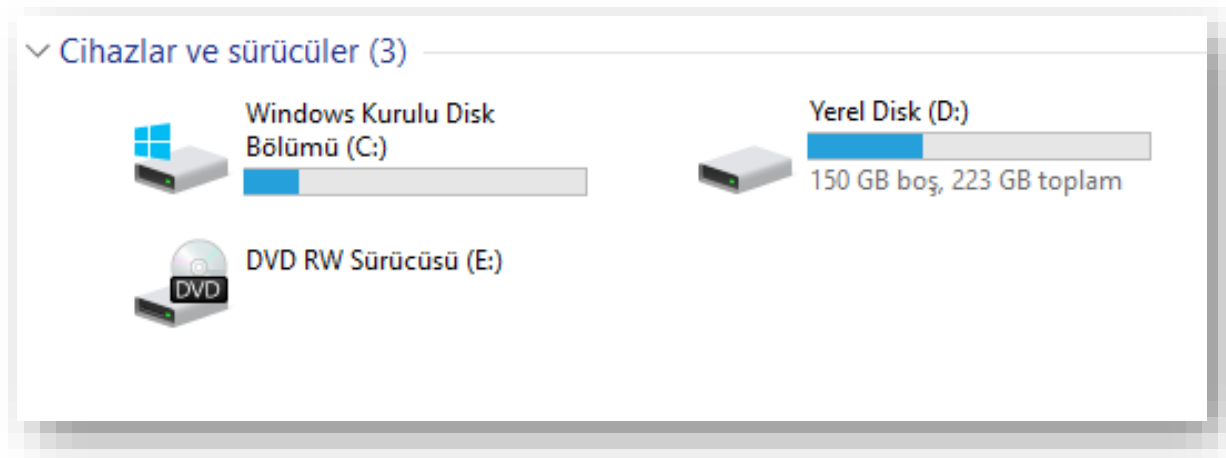 Cihazlar ve sürücüler (3)
Windows Kurulu Disk
Bölümü (C:)
Yerel Disk (D:)
150 GB boş, 223 GB toplam
DVD RW Sürücüsü (E:)
DVD